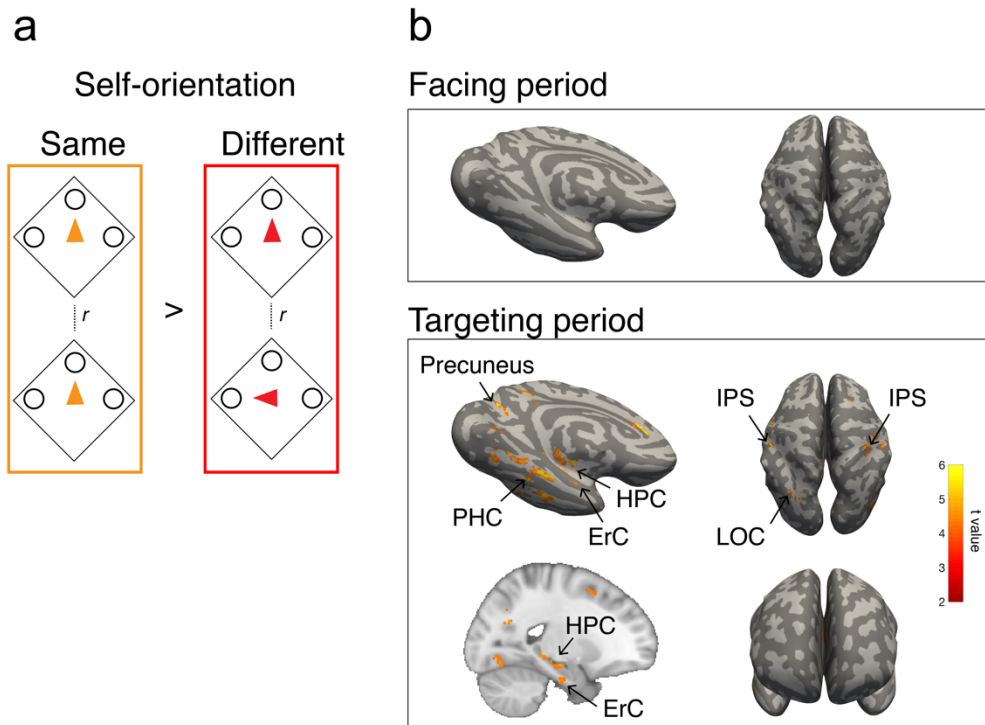 a
Self-orientation
Same
Different
r
>
r
b
Facing period
Targeting period
Precuneus
PHC
HPC
ErC
IPS
IPS
LOC
HPC
ErC
6
5
4
3
2
t value